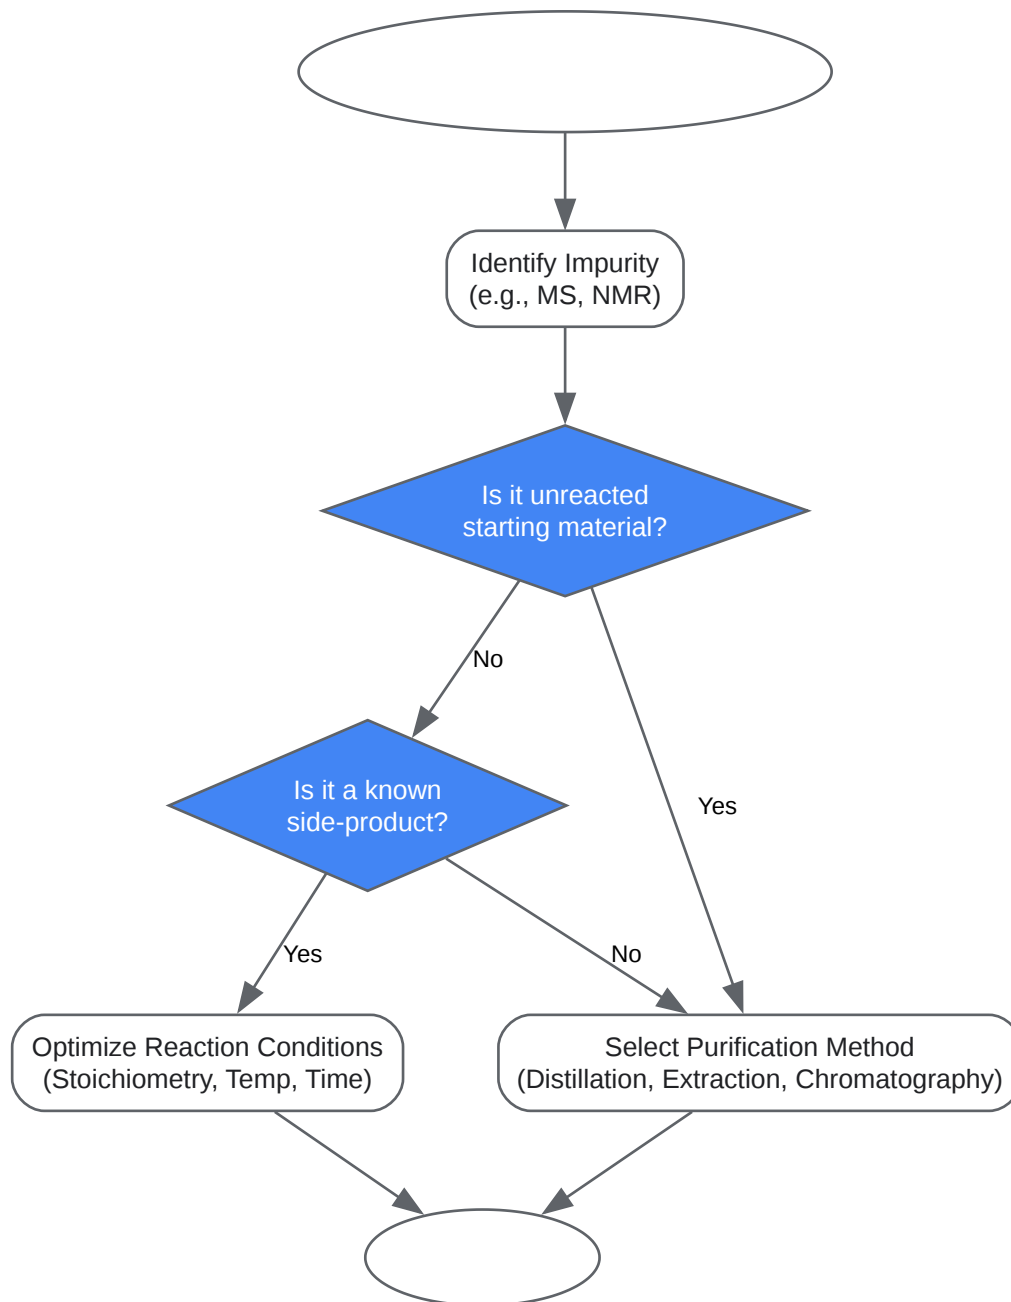 Identify Impurity
(e.g., MS, NMR)
Is it unreacted
starting material?
No
Is it a known
side-product?
Yes
Yes
No
Optimize Reaction Conditions
(Stoichiometry, Temp, Time)
Select Purification Method
(Distillation, Extraction, Chromatography)